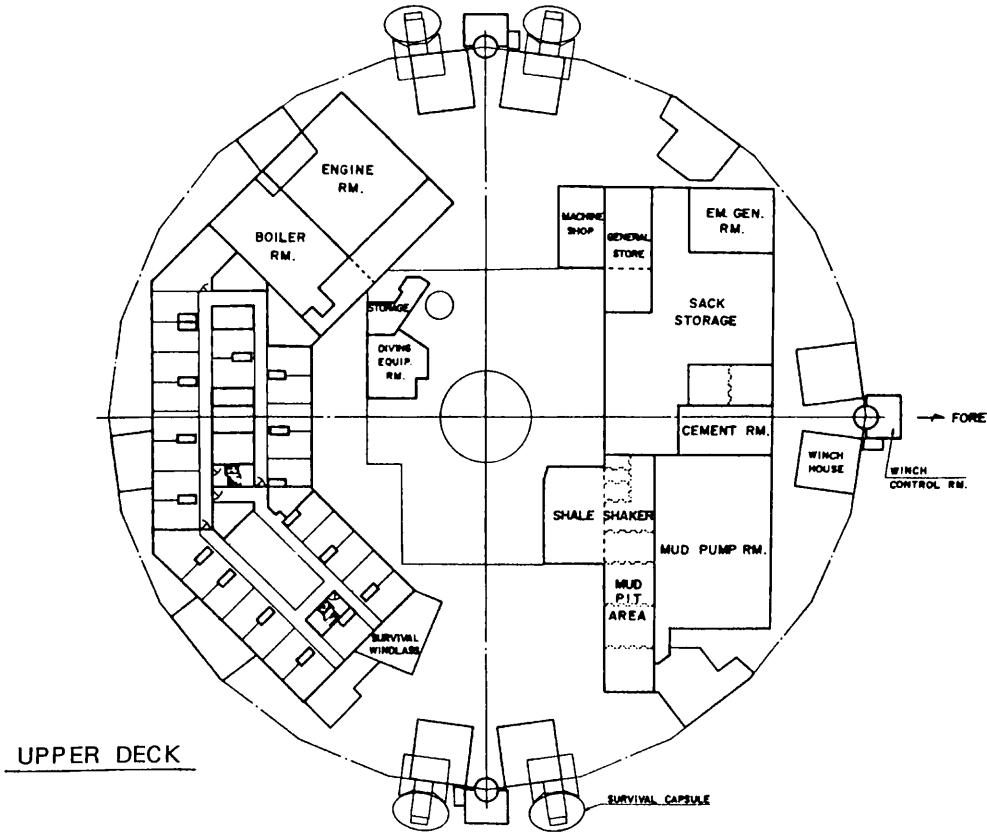 ENGINE
RM.
BOILER
RM.
MACHINE
SHOP
GENERAL
STORE
EM. GEN.
RM.
SACK
STORAGE
STORAGE
DIVING
EQUIP.
RM.
CEMENT RM.
FORE
WINCH
HOUSE
WINCH
CONTROL RM.
SHALE SHAKER
MUD PUMP RM.
MUD
PIT
AREA
SURVIVAL
WINDLASS
UPPER DECK
SURVIVAL CAPSULE